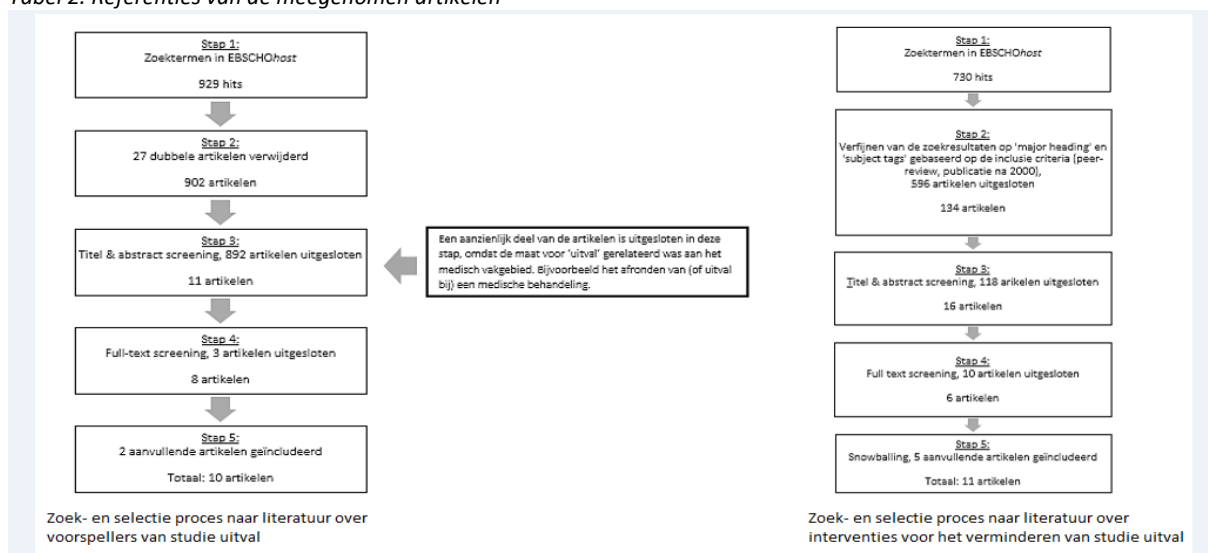 Tabel 2: Referenties van de meegenomen artikelen
Stap 1:
Zoektermen in EBSCHOhost
929 hits
Stap 2:
27 dubbele artikelen verwijderd
902 artikelen
Stap 3:
Titel & abstract screening, 892 artikelen uitgesloten
11 artikelen
Een aanzienlijk deel van de artikelen is uitgesloten in deze
stap, omdat de maat voor 'uitval' gerelateerd was aan het
medisch vakgebied. Bijvoorbeeld het afronden van (of uitval
bij) een medische behandeling.
Stap 4:
Full-text screening, 3 artikelen uitgesloten
8 artikelen
Stap 5:
2 aanvullende artikelen geïncludeerd
Totaal: 10 artikelen
Zoek- en selectie proces naar literatuur over
voorspellers van studie uitval
Stap 1:
Zoektermen in EBSCHOhost
730 hits
Stap 2:
Verfijnen van de zoekresultaten op 'major heading' en
'subject tags' gebaseerd op de inclusie criteria (peer-
review, publicatie na 2000),
596 artikelen uitgesloten
134 artikelen
Stap 3:
Titel & abstract screening, 118 arikelen uitgesloten
16 artikelen
Stap 4:
Full text screening, 10 artikelen uitgesloten
6 artikelen
Stap 5:
Snowballing, 5 aanvullende artikelen geïncludeerd
Totaal: 11 artikelen
Zoek- en selectie proces naar literatuur over
interventies voor het verminderen van studie uitval